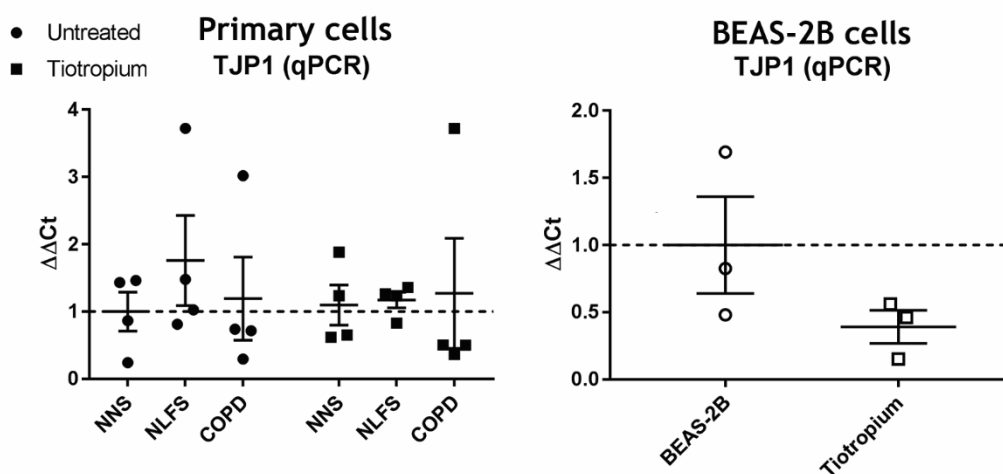 Untreated
Tiotropium
Primary cells
TJP1 (qPCR)
ΔΔCt
4
3
2
1
0
NNS
NLFS
COPD
NNS
NLFS
COPD
BEAS-2B cells
TJP1 (qPCR)
ΔΔCt
2.0
1.5
1.0
0.5
0.0
BEAS-2B
Tiotropium